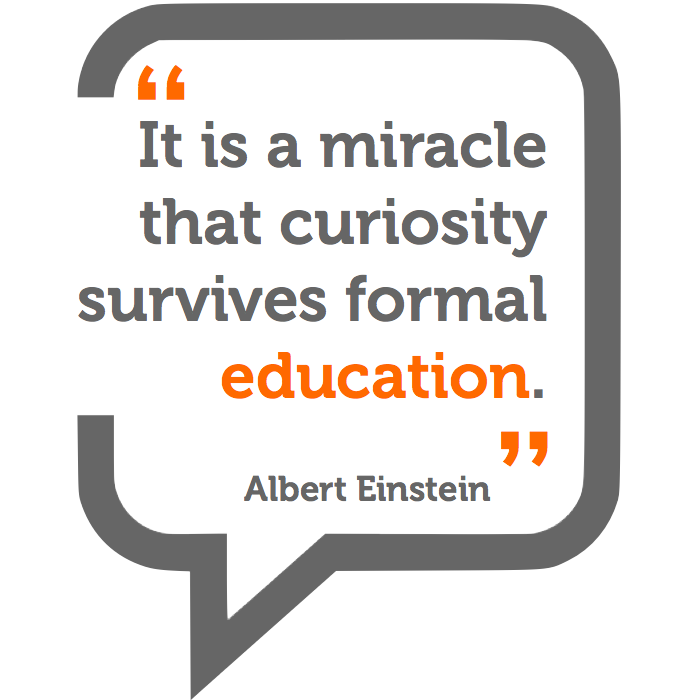 “
It is a miracle
that curiosity
survives formal
education.
”
Albert Einstein